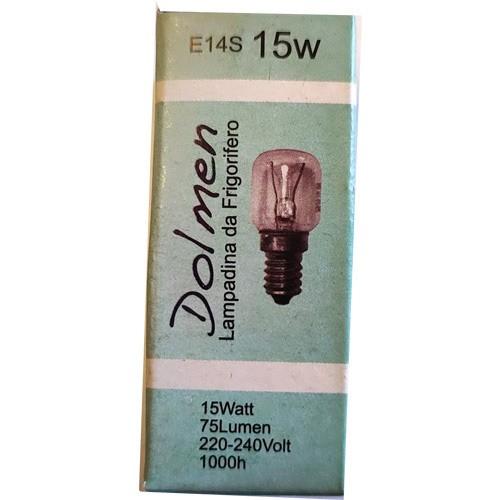 E14S 15w
Dolmen
Lampadina da Frigorifero
15Watt
75Lumen
220-240Volt
1000h